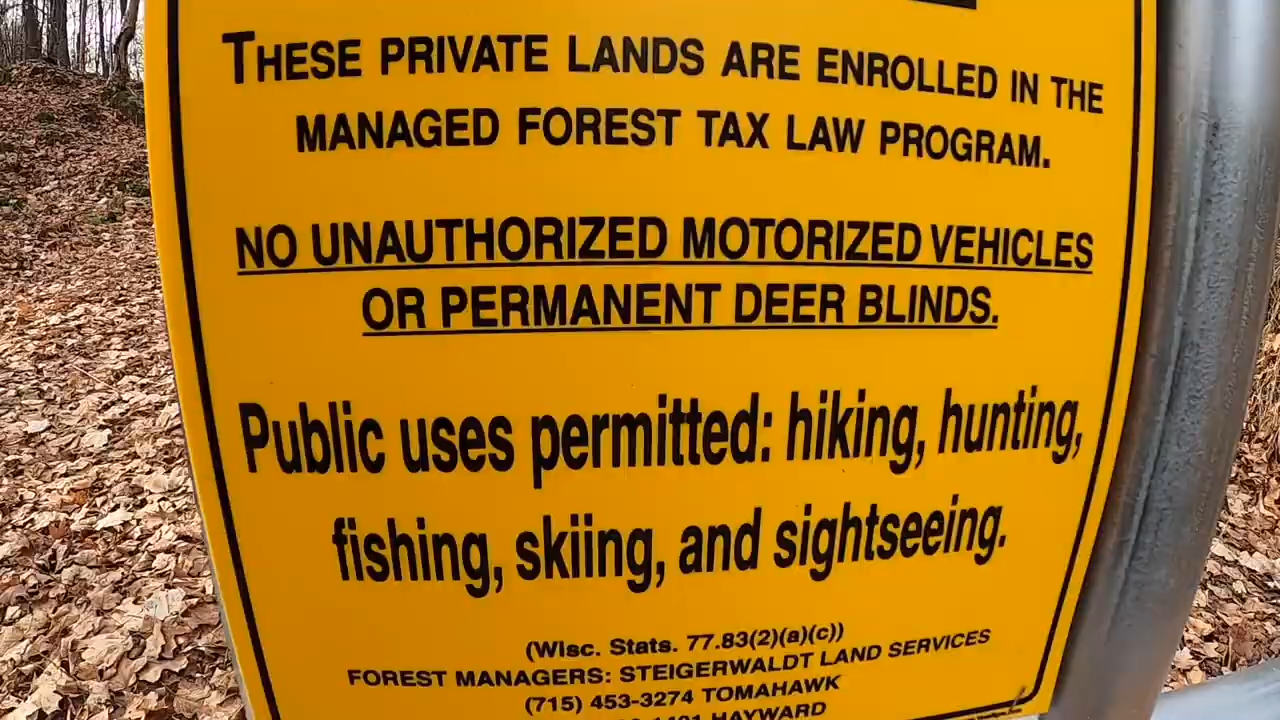 THESE PRIVATE LANDS ARE ENROLLED IN THE
MANAGED FOREST TAX LAW PROGRAM.
NO UNAUTHORIZED MOTORIZED VEHICLES
OR PERMANENT DEER BLINDS.
Public uses permitted: hiking, hunting,
fishing, skiing, and sightseeing.
(Wisc. Stats. 77.83(2)(a)(c))
FOREST MANAGERS: STEIGERWALDT LAND SERVICES
(715) 453-3274 TOMAHAWK
HAYWARD